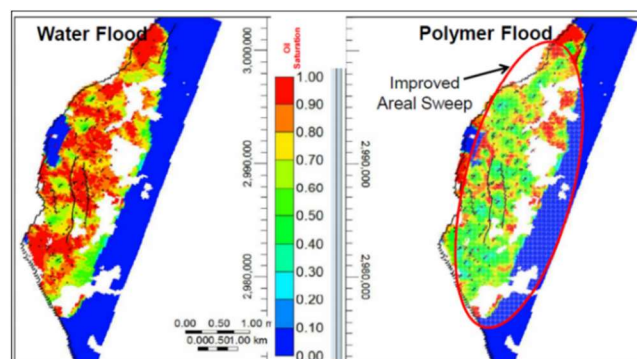 Water Flood
Polymer Flood
Oil
Saturation
Improved
Areal Sweep
3,000,000
2,990,000
2,980,000
1.00
0.90
0.80
0.70
0.60
0.50
0.40
0.30
0.20
0.10
0.00
2,990,000
2,980,000
0.00 0.50 1.00
0.00 0.50 1.00 km